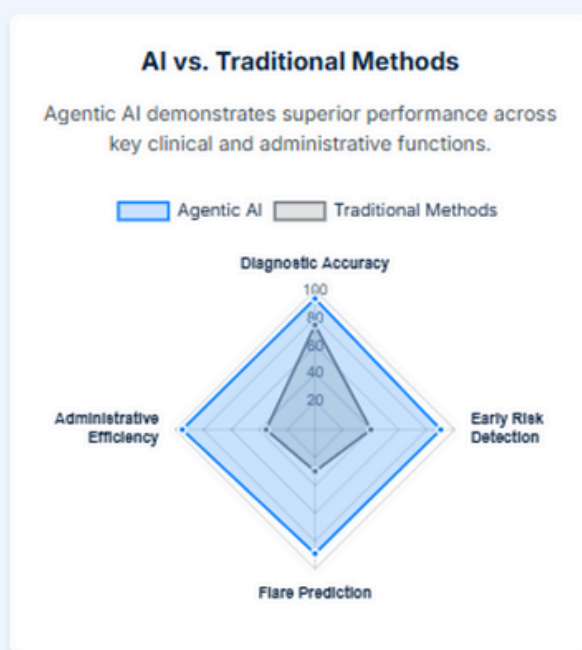 AI vs. Traditional Methods
Agentic AI demonstrates superior performance across
key clinical and administrative functions.
Agentic AI
Traditional Methods
Diagnostic Accuracy
100
80
60
40
20
Administrative
Efficiency
Early Risk
Detection
Flare Prediction